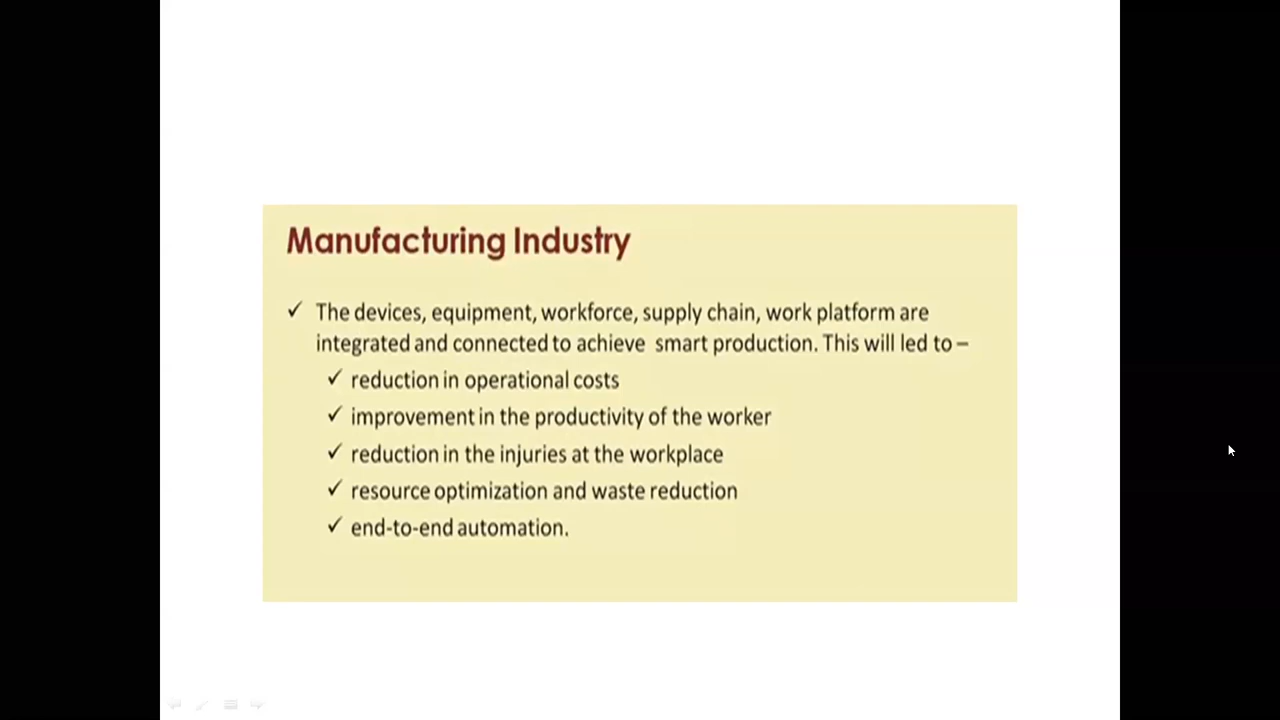 Manufacturing Industry
✓ The devices, equipment, workforce, supply chain, work platform are
integrated and connected to achieve smart production. This will led to –
✓ reduction in operational costs
✓ improvement in the productivity of the worker
✓ reduction in the injuries at the workplace
✓ resource optimization and waste reduction
✓ end-to-end automation.